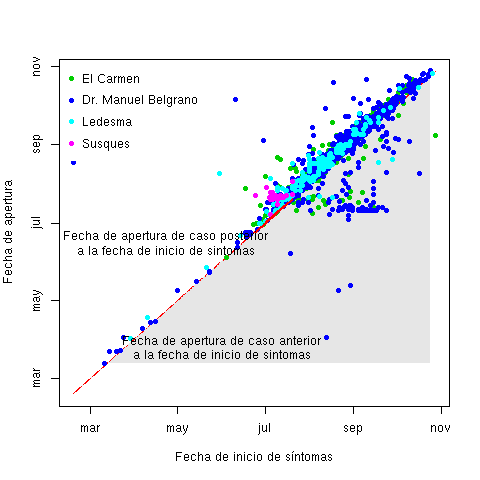 El Carmen
Dr. Manuel Belgrano
Ledesma
Susques
Fecha de apertura de caso posterior
a la fecha de inicio de sintomas
Fecha de apertura de caso anterior
a la fecha de inicio de sintomas
Fecha de apertura
mar
may
jul
sep
nov
mar
may
jul
sep
nov
Fecha de inicio de síntomas